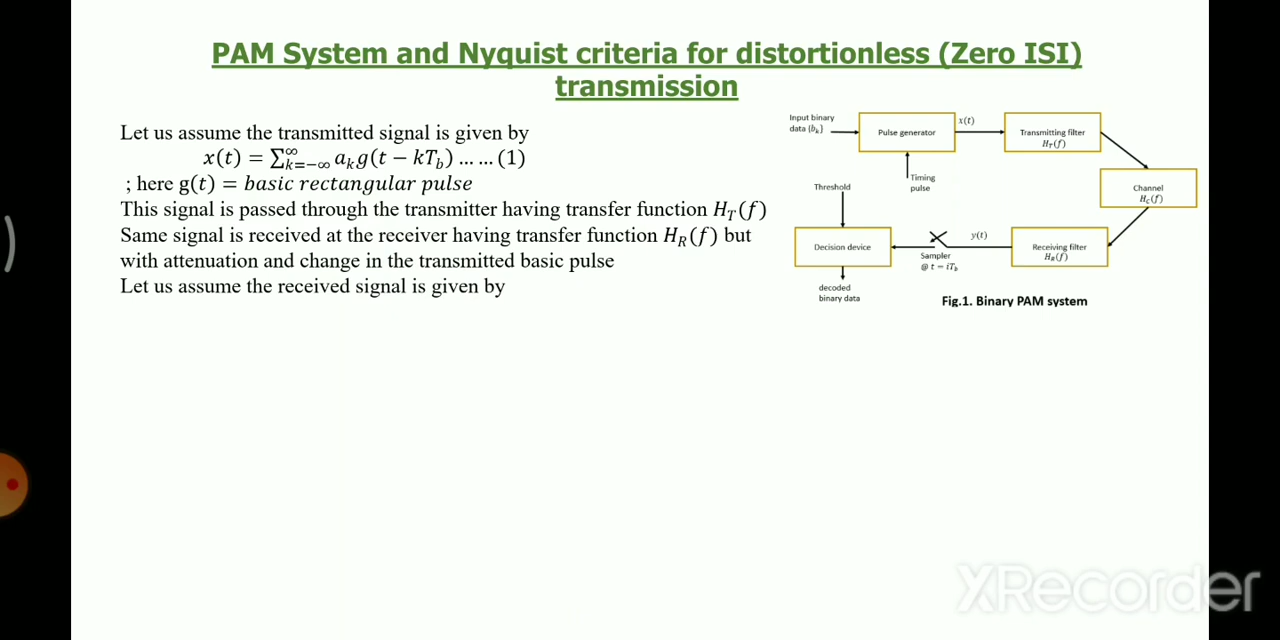 PAM System and Nyquist criteria for distortionless (Zero ISI)
transmission
Let us assume the transmitted signal is given by
x(t) = ∑_{k=−∞}^{∞} a_k g(t − kT_b) … … (1)
; here g(t) = basic rectangular pulse
This signal is passed through the transmitter having transfer function H_T(f)
Same signal is received at the receiver having transfer function H_R(f) but
with attenuation and change in the transmitted basic pulse
Let us assume the received signal is given by
Input binary
data {b_k}
Pulse generator
x(t)
Transmitting filter
H_T(f)
Timing
pulse
Channel
H_C(f)
Threshold
Decision device
Sampler
@ t = iT_b
y(t)
Receiving filter
H_R(f)
decoded
binary data
Fig.1. Binary PAM system
XRecorder